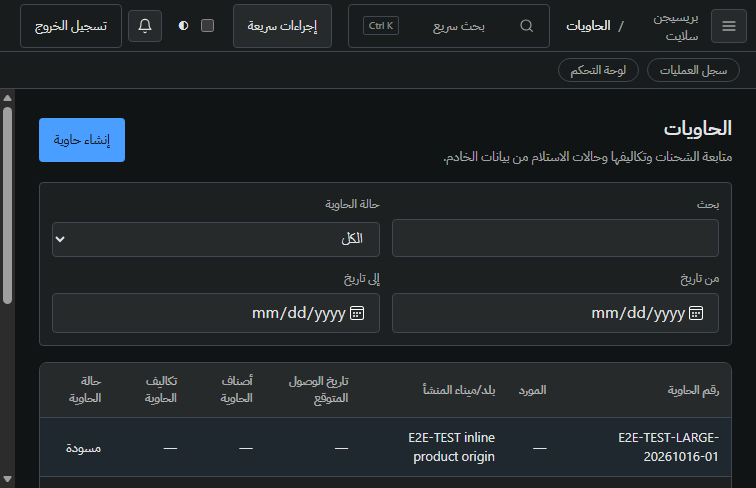 بريسيجن
سلايت
/ الحاويات
بحث سريع
Ctrl K
إجراءات سريعة
تسجيل الخروج
سجل العمليات
لوحة التحكم
الحاويات
متابعة الشحنات وتكاليفها وحالات الاستلام من بيانات الخادم.
إنشاء حاوية
بحث
حالة الحاوية
الكل
من تاريخ
إلى تاريخ
mm/dd/yyyy
mm/dd/yyyy
رقم الحاوية
المورد
بلد/ميناء المنشأ
تاريخ الوصول
المتوقع
أصناف
الحاوية
تكاليف
الحاوية
حالة
الحاوية
E2E-TEST-LARGE-
20261016-01
—
E2E-TEST inline
product origin
—
—
—
مسودة